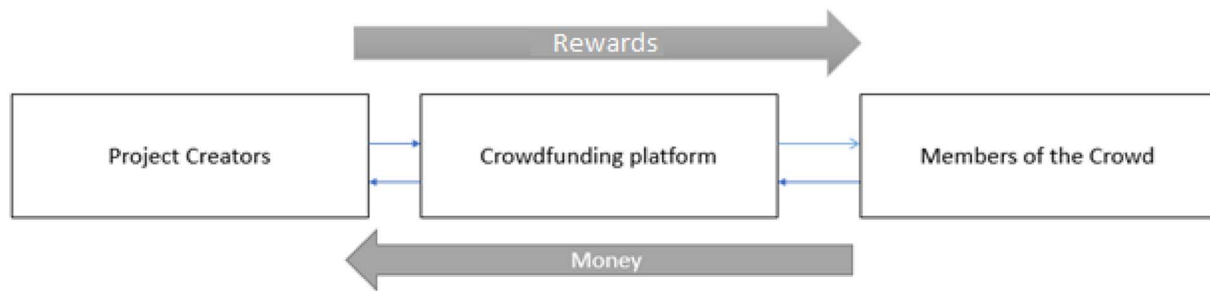 Rewards
Project Creators
Crowdfunding platform
Members of the Crowd
Money